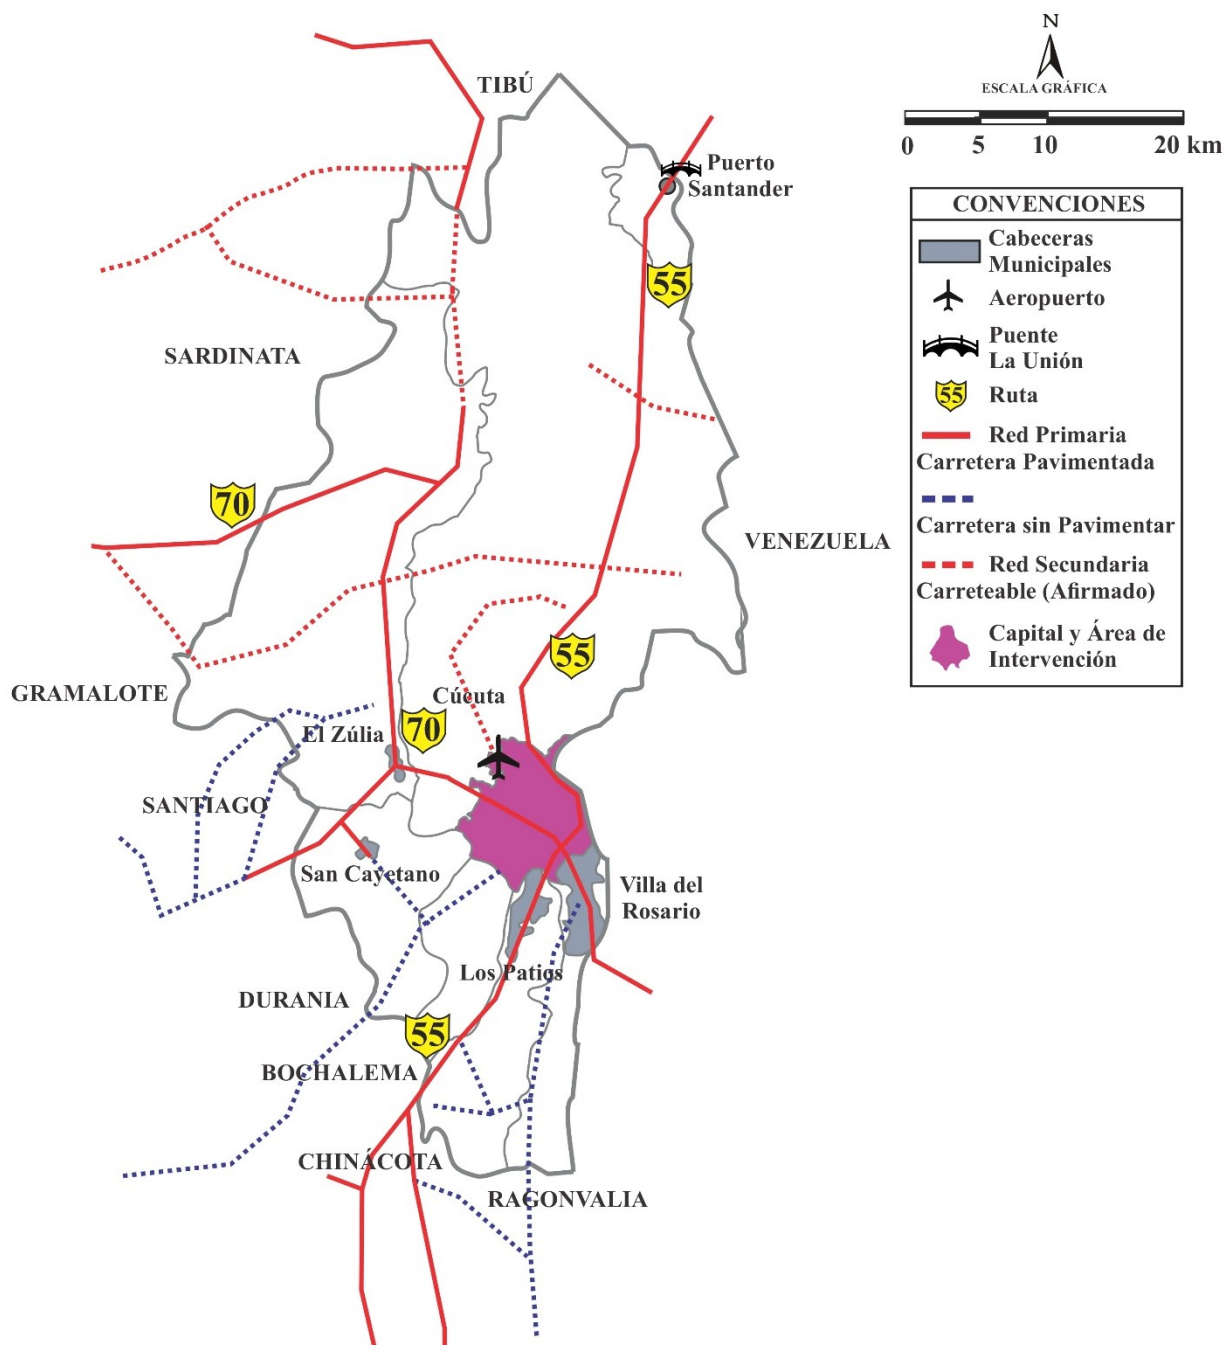 N
ESCALA GRÁFICA
0 5 10 20 km
TIBÚ
Puerto
Santander
55
SARDINATA
70
VENEZUELA
55
GRAMALOTE
Cúcuta
El Zúlia
70
SANTIAGO
San Cayetano
Villa del
Rosario
Los Patios
DURANIA
55
BOCHALEMA
CHINÁCOTA
RAGONVALIA
CONVENCIONES
Cabeceras
Municipales
Aeropuerto
Puente
La Unión
55 Ruta
Red Primaria
Carretera Pavimentada
Carretera sin Pavimentar
Red Secundaria
Carreteable (Afirmado)
Capital y Área de
Intervención